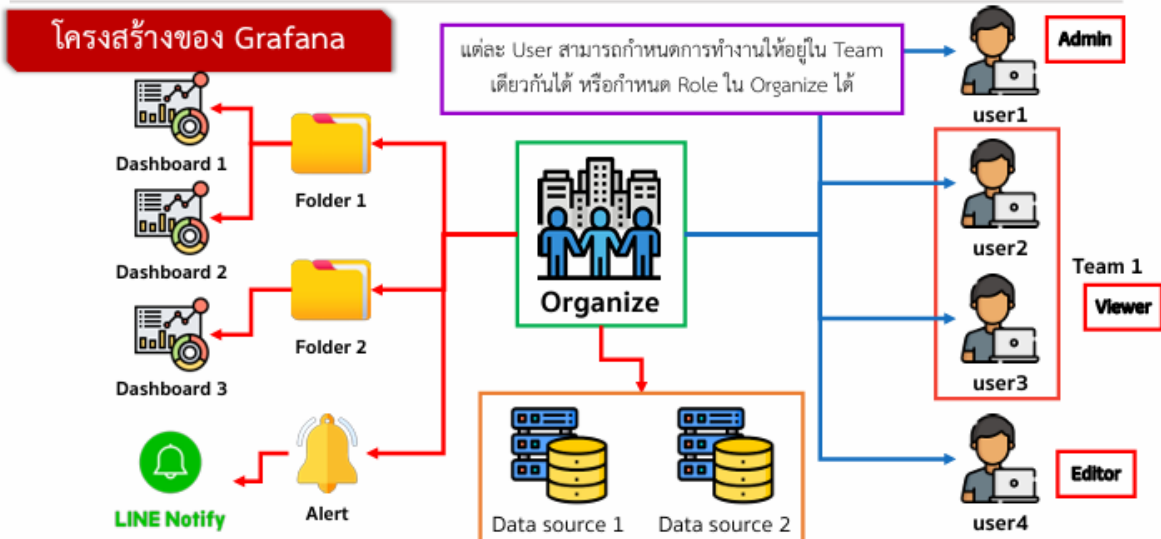 โครงสร้างของ Grafana
แต่ละ User สามารถกำหนดการทำงานให้อยู่ใน Team
เดียวกันได้ หรือกำหนด Role ใน Organize ได้
Admin
user1
Dashboard 1
Folder 1
Dashboard 2
user2
Organize
Team 1
Viewer
Folder 2
Dashboard 3
user3
LINE Notify
Alert
Data source 1
Data source 2
Editor
user4